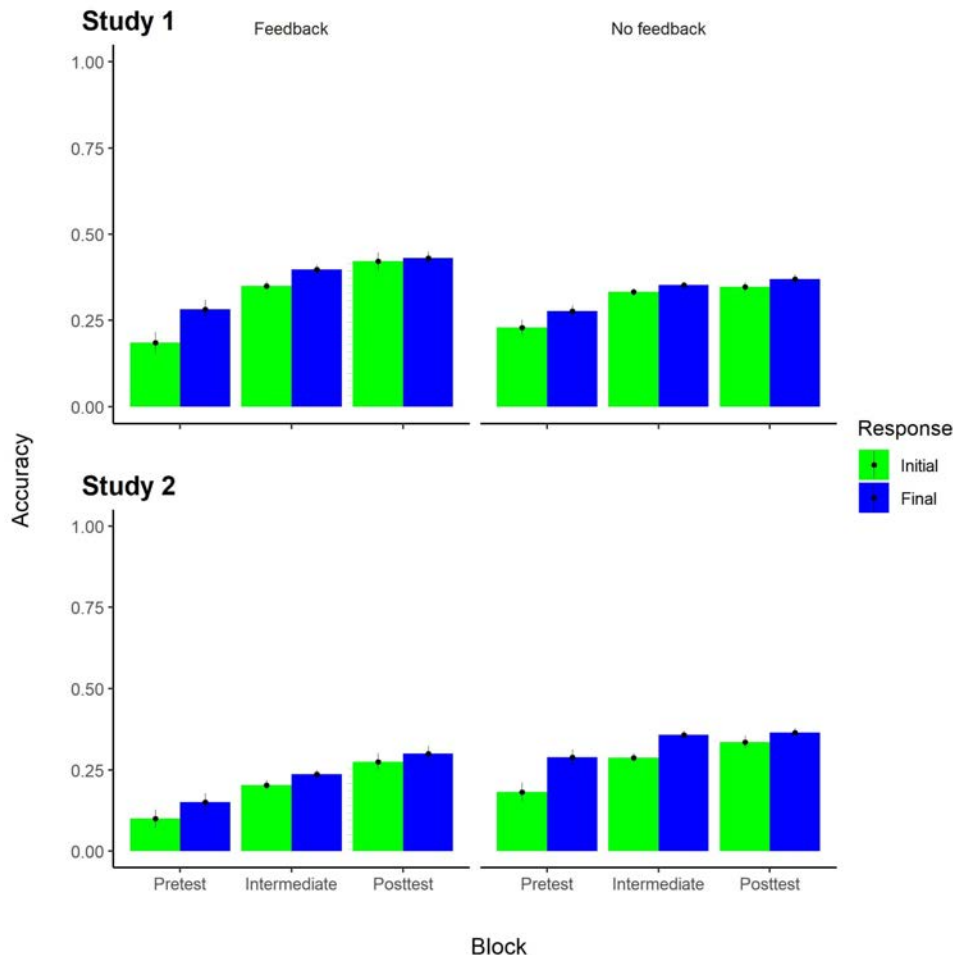 Study 1
Feedback
No feedback
1.00
0.75
0.50
0.25
0.00
Accuracy
Response
Initial
Final
Study 2
1.00
0.75
0.50
0.25
0.00
Pretest Intermediate Posttest
Pretest Intermediate Posttest
Block